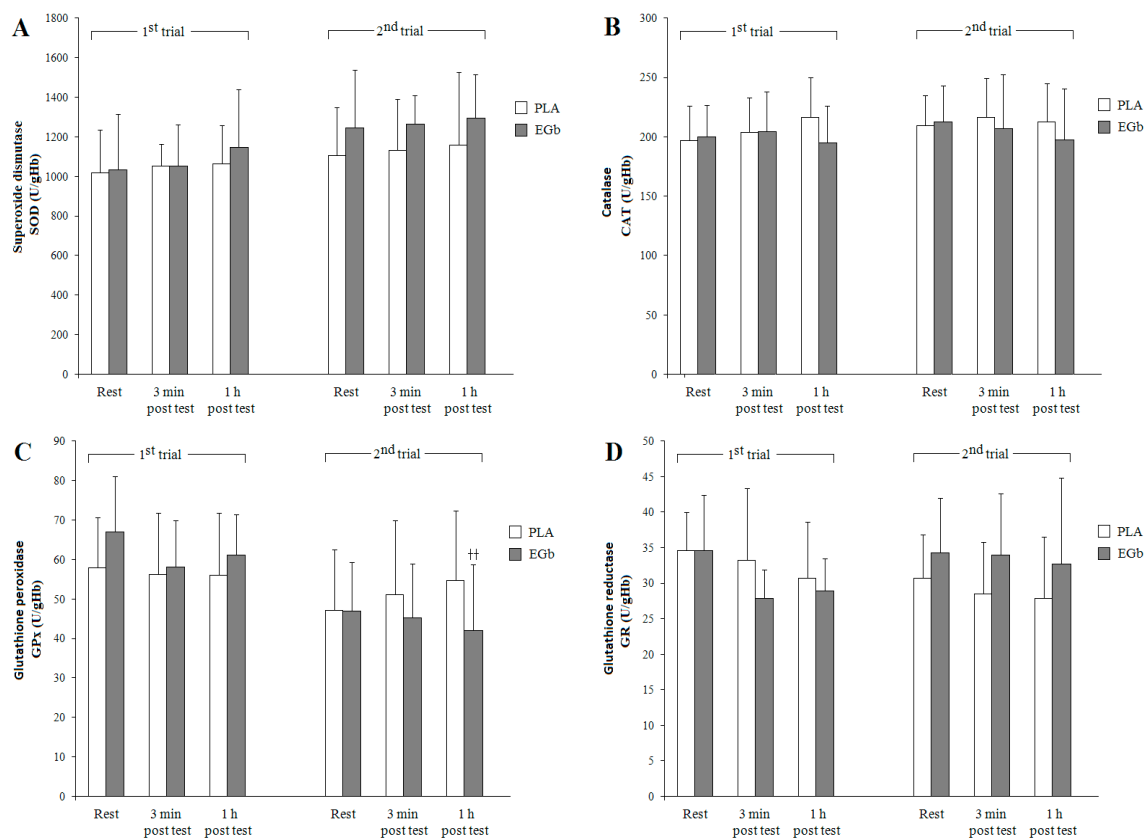 A
1st trial
2nd trial
Superoxide dismutase
SOD (U/gHb)
1800
1600
1400
1200
1000
800
600
400
200
0
PLA
EGb
Rest
3 min
post test
1 h
post test
Rest
3 min
post test
1 h
post test
B
1st trial
2nd trial
Catalase
CAT (U/gHb)
300
250
200
150
100
50
0
PLA
EGb
Rest
3 min
post test
1 h
post test
Rest
3 min
post test
1 h
post test
C
1st trial
2nd trial
Glutathione peroxidase
GPx (U/gHb)
90
80
70
60
50
40
30
20
10
0
PLA
EGb
ƗƗ
Rest
3 min
post test
1 h
post test
Rest
3 min
post test
1 h
post test
D
1st trial
2nd trial
Glutathione reductase
GR (U/gHb)
50
45
40
35
30
25
20
15
10
5
0
PLA
EGb
Rest
3 min
post test
1 h
post test
Rest
3 min
post test
1 h
post test